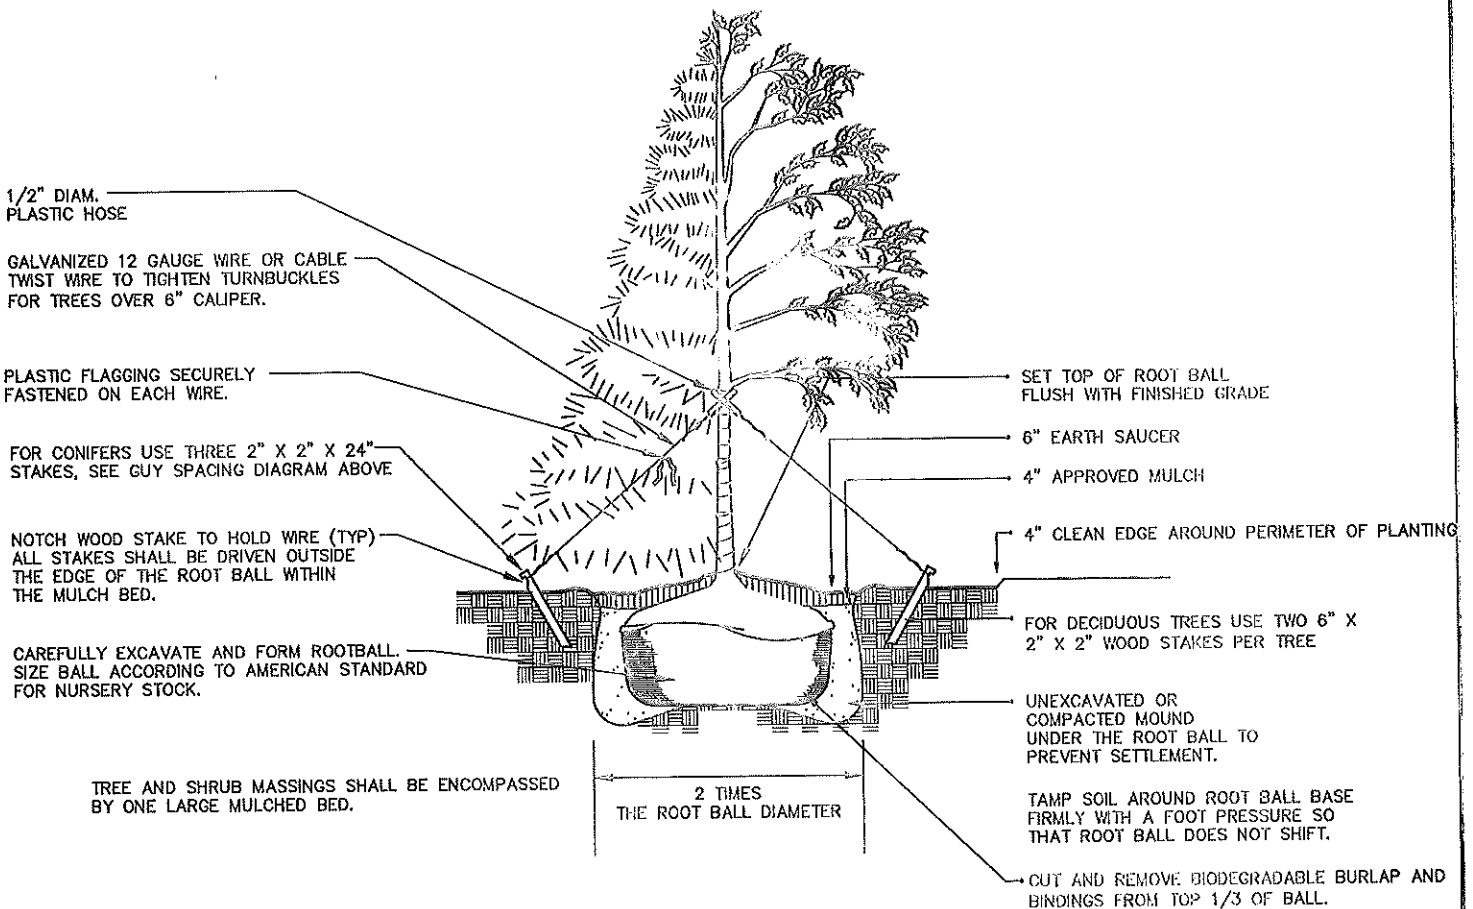 1/2" DIAM.
PLASTIC HOSE
GALVANIZED 12 GAUGE WIRE OR CABLE
TWIST WIRE TO TIGHTEN TURNBUCKLES
FOR TREES OVER 6" CALIPER.
PLASTIC FLAGGING SECURELY
FASTENED ON EACH WIRE.
FOR CONIFERS USE THREE 2" X 2" X 24"
STAKES, SEE GUY SPACING DIAGRAM ABOVE
NOTCH WOOD STAKE TO HOLD WIRE (TYP)
ALL STAKES SHALL BE DRIVEN OUTSIDE
THE EDGE OF THE ROOT BALL WITHIN
THE MULCH BED.
CAREFULLY EXCAVATE AND FORM ROOTBALL.
SIZE BALL ACCORDING TO AMERICAN STANDARD
FOR NURSERY STOCK.
TREE AND SHRUB MASSINGS SHALL BE ENCOMPASSED
BY ONE LARGE MULCHED BED.
2 TIMES
THE ROOT BALL DIAMETER
SET TOP OF ROOT BALL
FLUSH WITH FINISHED GRADE
6" EARTH SAUCER
4" APPROVED MULCH
4" CLEAN EDGE AROUND PERIMETER OF PLANTING
FOR DECIDUOUS TREES USE TWO 6" X
2" X 2" WOOD STAKES PER TREE
UNEXCAVATED OR
COMPACTED MOUND
UNDER THE ROOT BALL TO
PREVENT SETTLEMENT.
TAMP SOIL AROUND ROOT BALL BASE
FIRMLY WITH A FOOT PRESSURE SO
THAT ROOT BALL DOES NOT SHIFT.
CUT AND REMOVE BIODEGRADABLE BURLAP AND
BINDINGS FROM TOP 1/3 OF BALL.